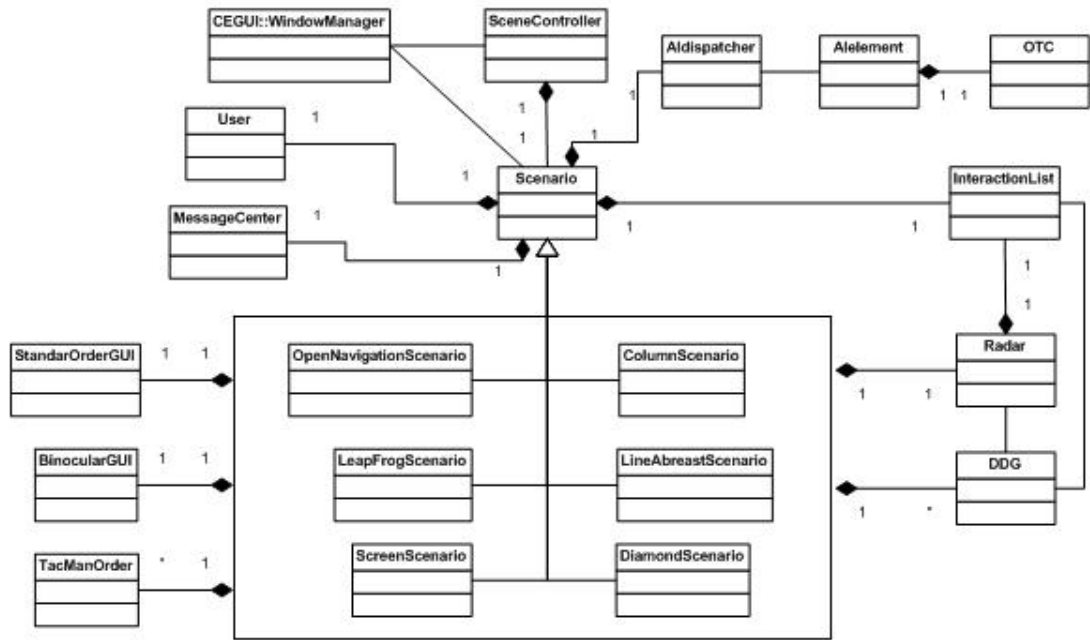 CEGUI::WindowManager
SceneController
AIdispatcher
AIelement
OTC
1
1
1
1
User
1
1
1
Scenario
InteractionList
1
MessageCenter
1
1
1
1
1
1
StandarOrderGUI
1
1
OpenNavigationScenario
ColumnScenario
Radar
1
1
BinocularGUI
1
1
LeapFrogScenario
LineAbreastScenario
DDG
1
*
TacManOrder
*
1
ScreenScenario
DiamondScenario